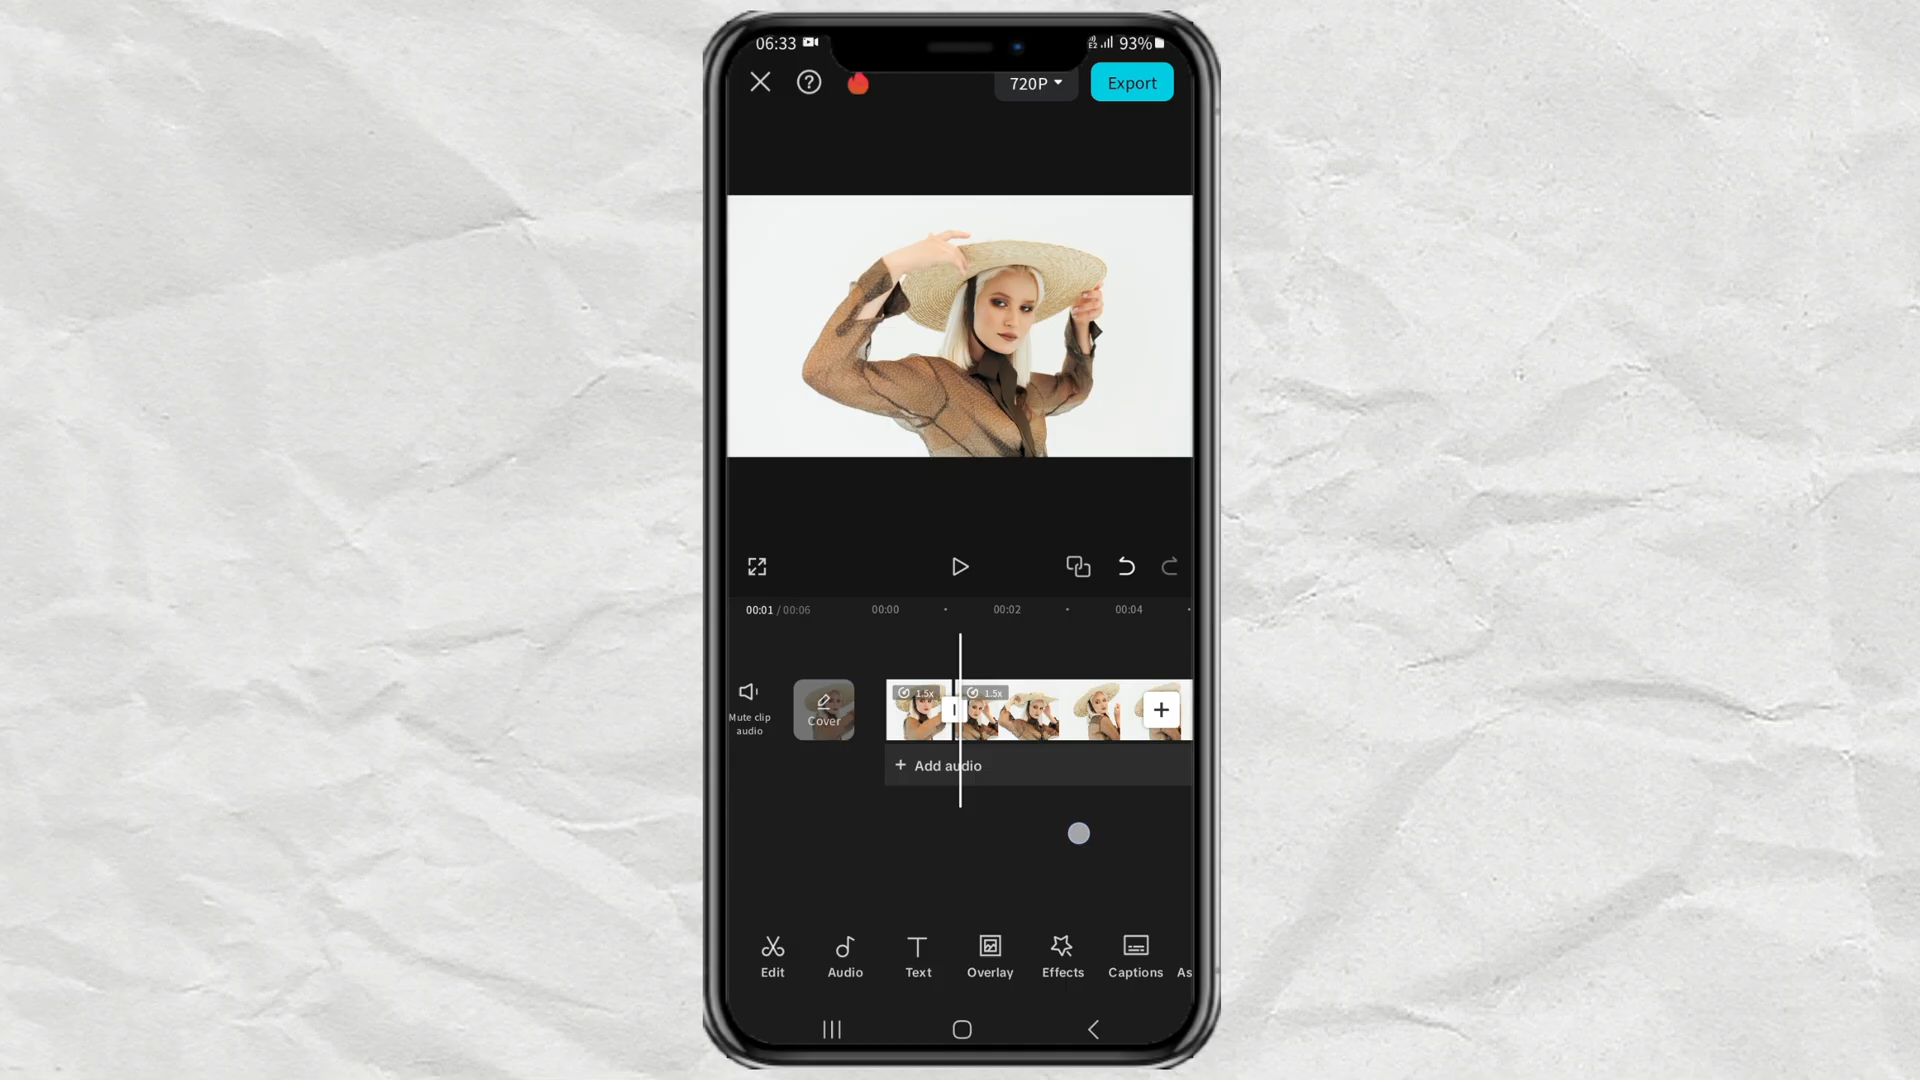 06:33 93%
720P Export
00:01 / 00:06 00:00 00:02 00:04
1.5x 1.5x
Mute clip audio
Cover
+ Add audio
Edit Audio Text Overlay Effects Captions As